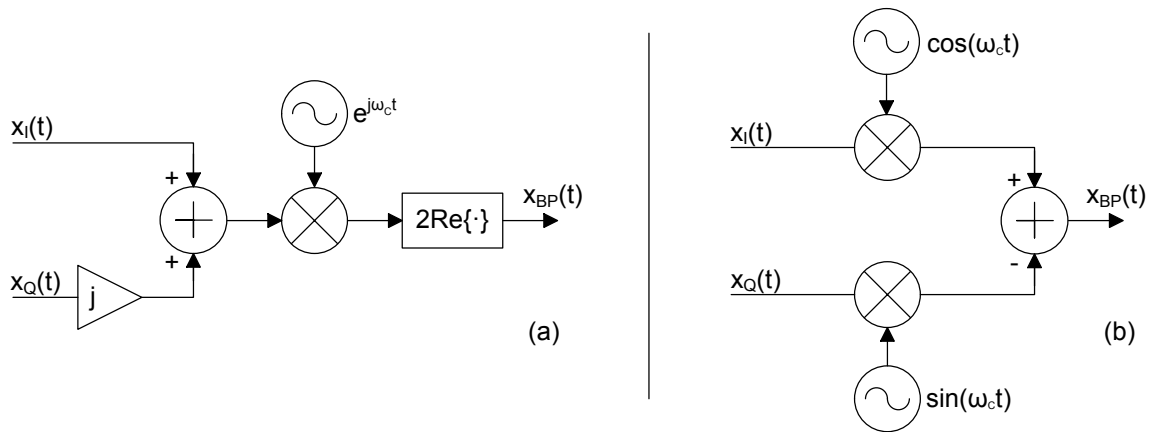 x_I(t)
e^{jω_c t}
+
+
x_Q(t)
j
2Re{·}
x_BP(t)
(a)
cos(ω_c t)
x_I(t)
+
x_BP(t)
-
x_Q(t)
sin(ω_c t)
(b)